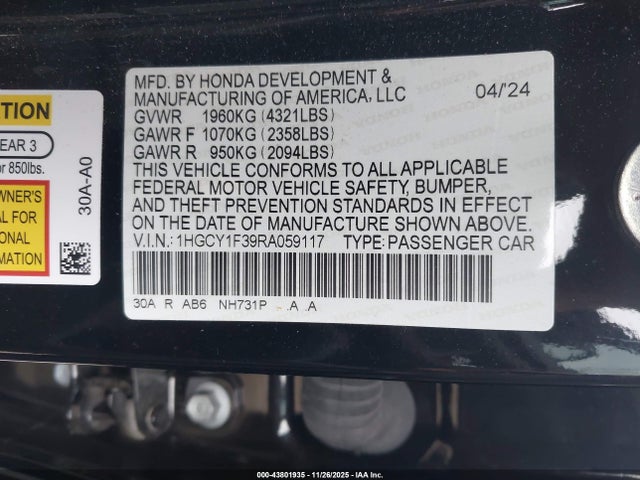 MFD. BY HONDA DEVELOPMENT &
MANUFACTURING OF AMERICA, LLC 04/24
GVWR 1960KG (4321LBS)
GAWR F 1070KG (2358LBS)
GAWR R 950KG (2094LBS)
THIS VEHICLE CONFORMS TO ALL APPLICABLE
FEDERAL MOTOR VEHICLE SAFETY, BUMPER,
AND THEFT PREVENTION STANDARDS IN EFFECT
ON THE DATE OF MANUFACTURE SHOWN ABOVE.
V.I.N.: 1HGCY1F39RA059117 TYPE: PASSENGER CAR
30A R AB6 NH731P . .A .A
TION
EAR 3
r 850lbs.
WNER'S
AL FOR
IONAL
MATION
30A-A0
000-43801935 - 11/26/2025 - IAA Inc.